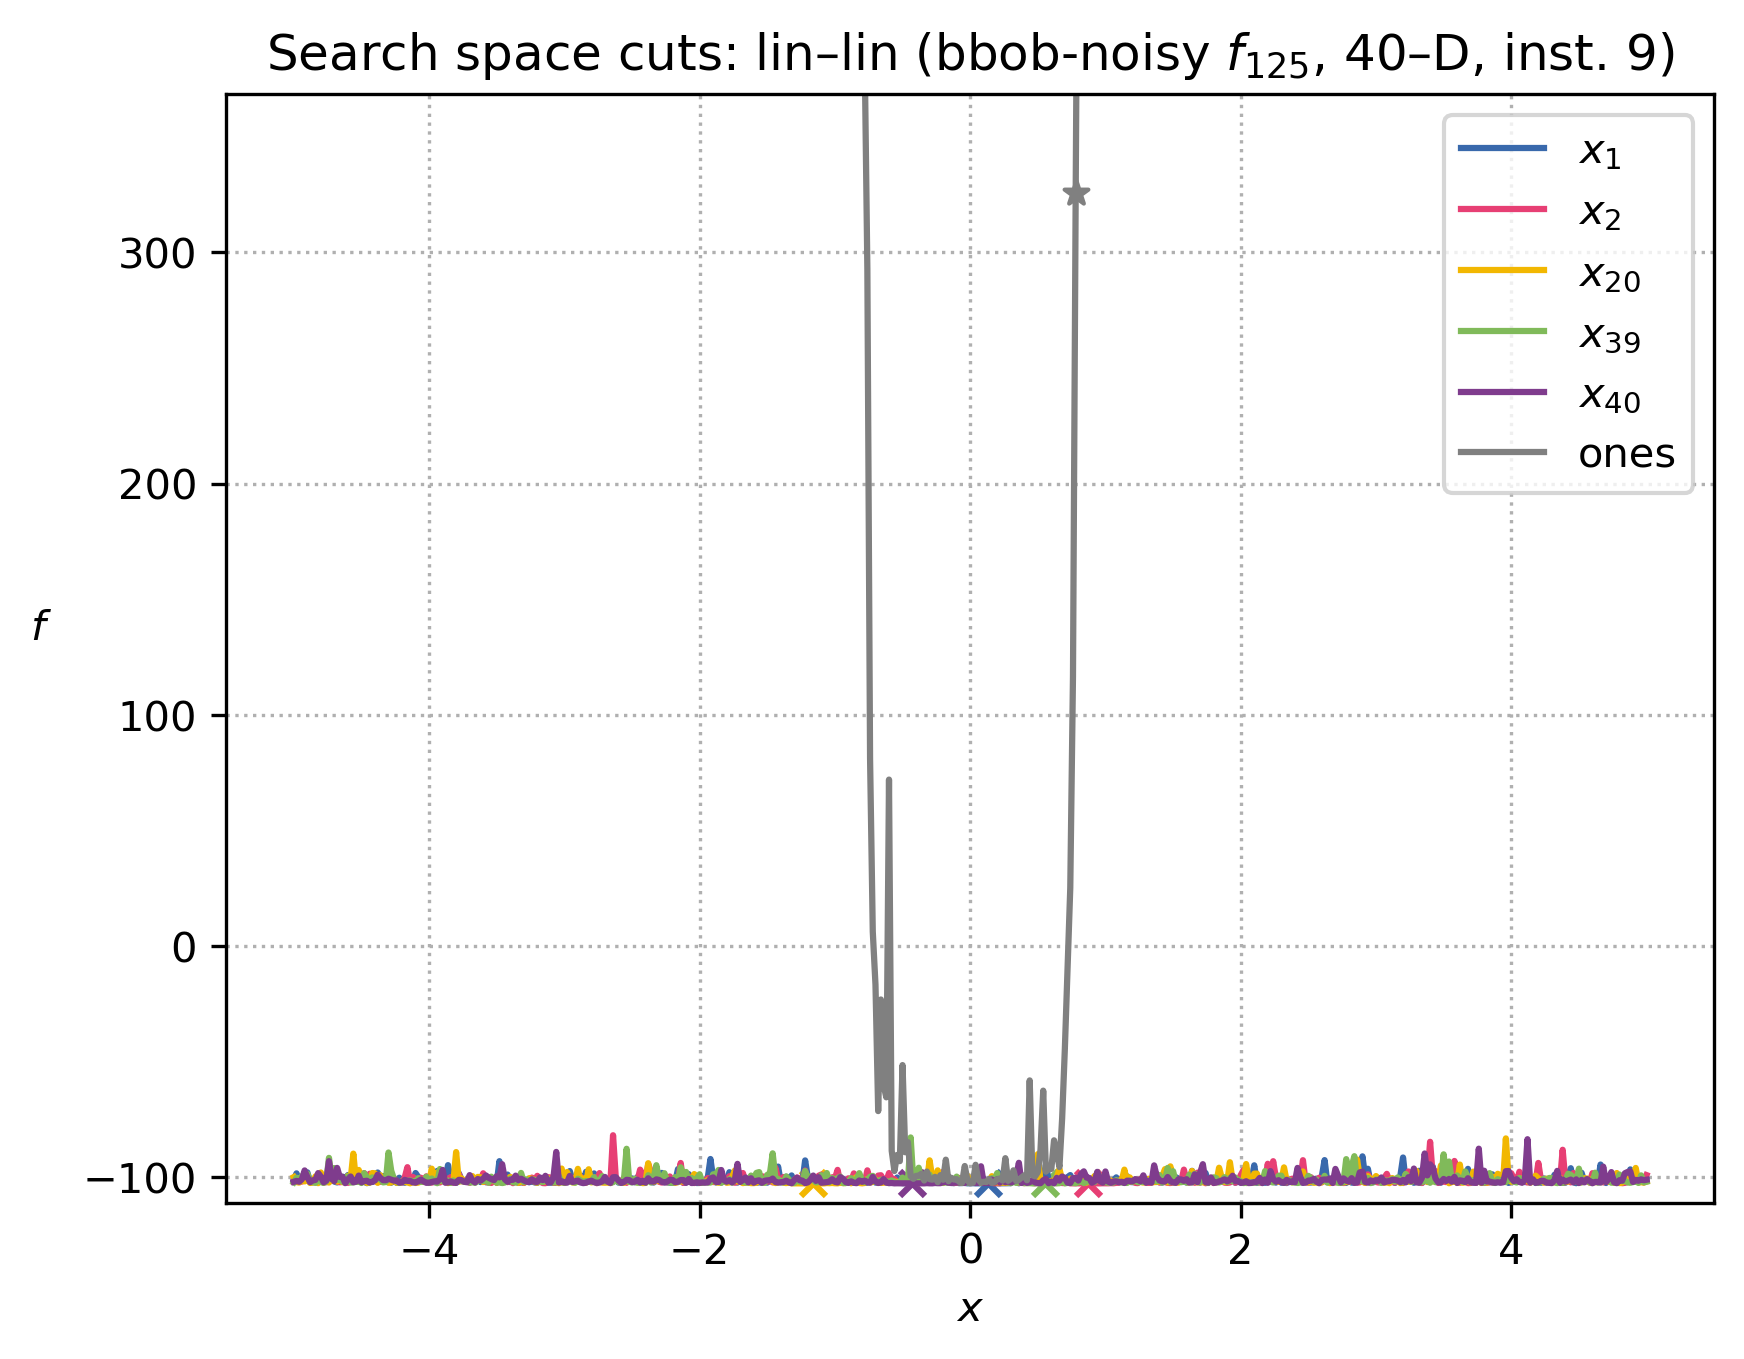 Search space cuts: lin–lin (bbob-noisy f125, 40–D, inst. 9)
x1
x2
x20
x39
x40
ones
f
300
200
100
0
−100
−4
−2
0
2
4
x